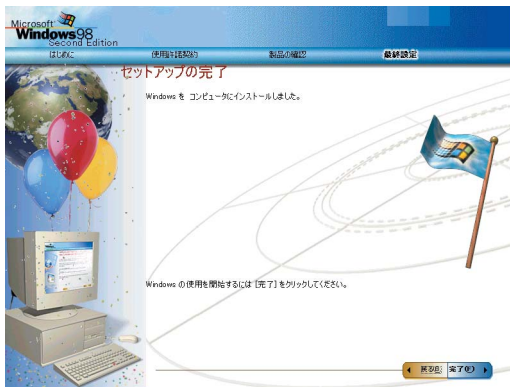 Microsoft
Windows98
Second Edition
はじめに 使用許諾契約 製品の確認 最終設定
セットアップの完了
Windows を コンピュータにインストールしました。
Windows の使用を開始するには [完了] をクリックしてください。
戻る(B) 完了(F)